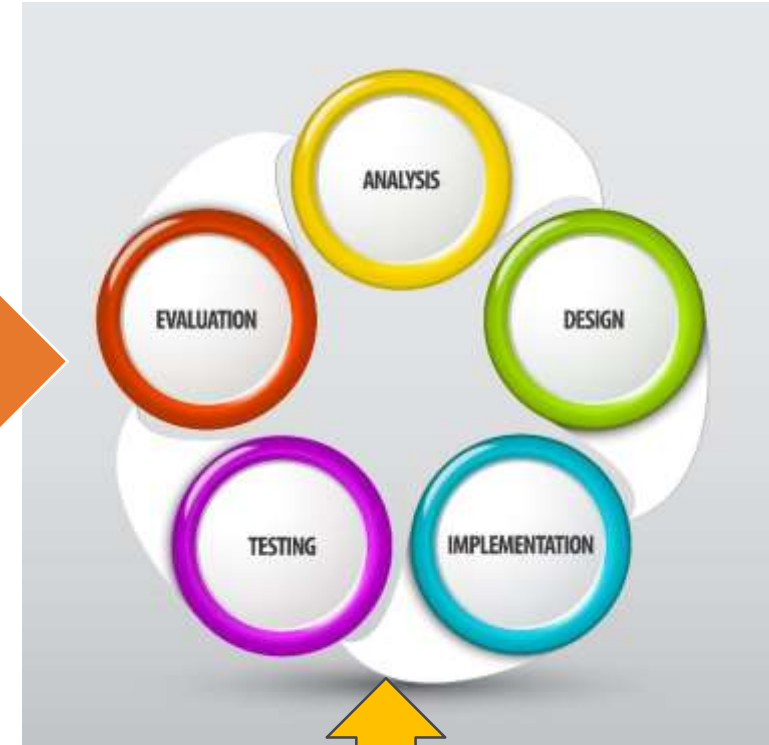 ANALYSIS
DESIGN
IMPLEMENTATION
TESTING
EVALUATION